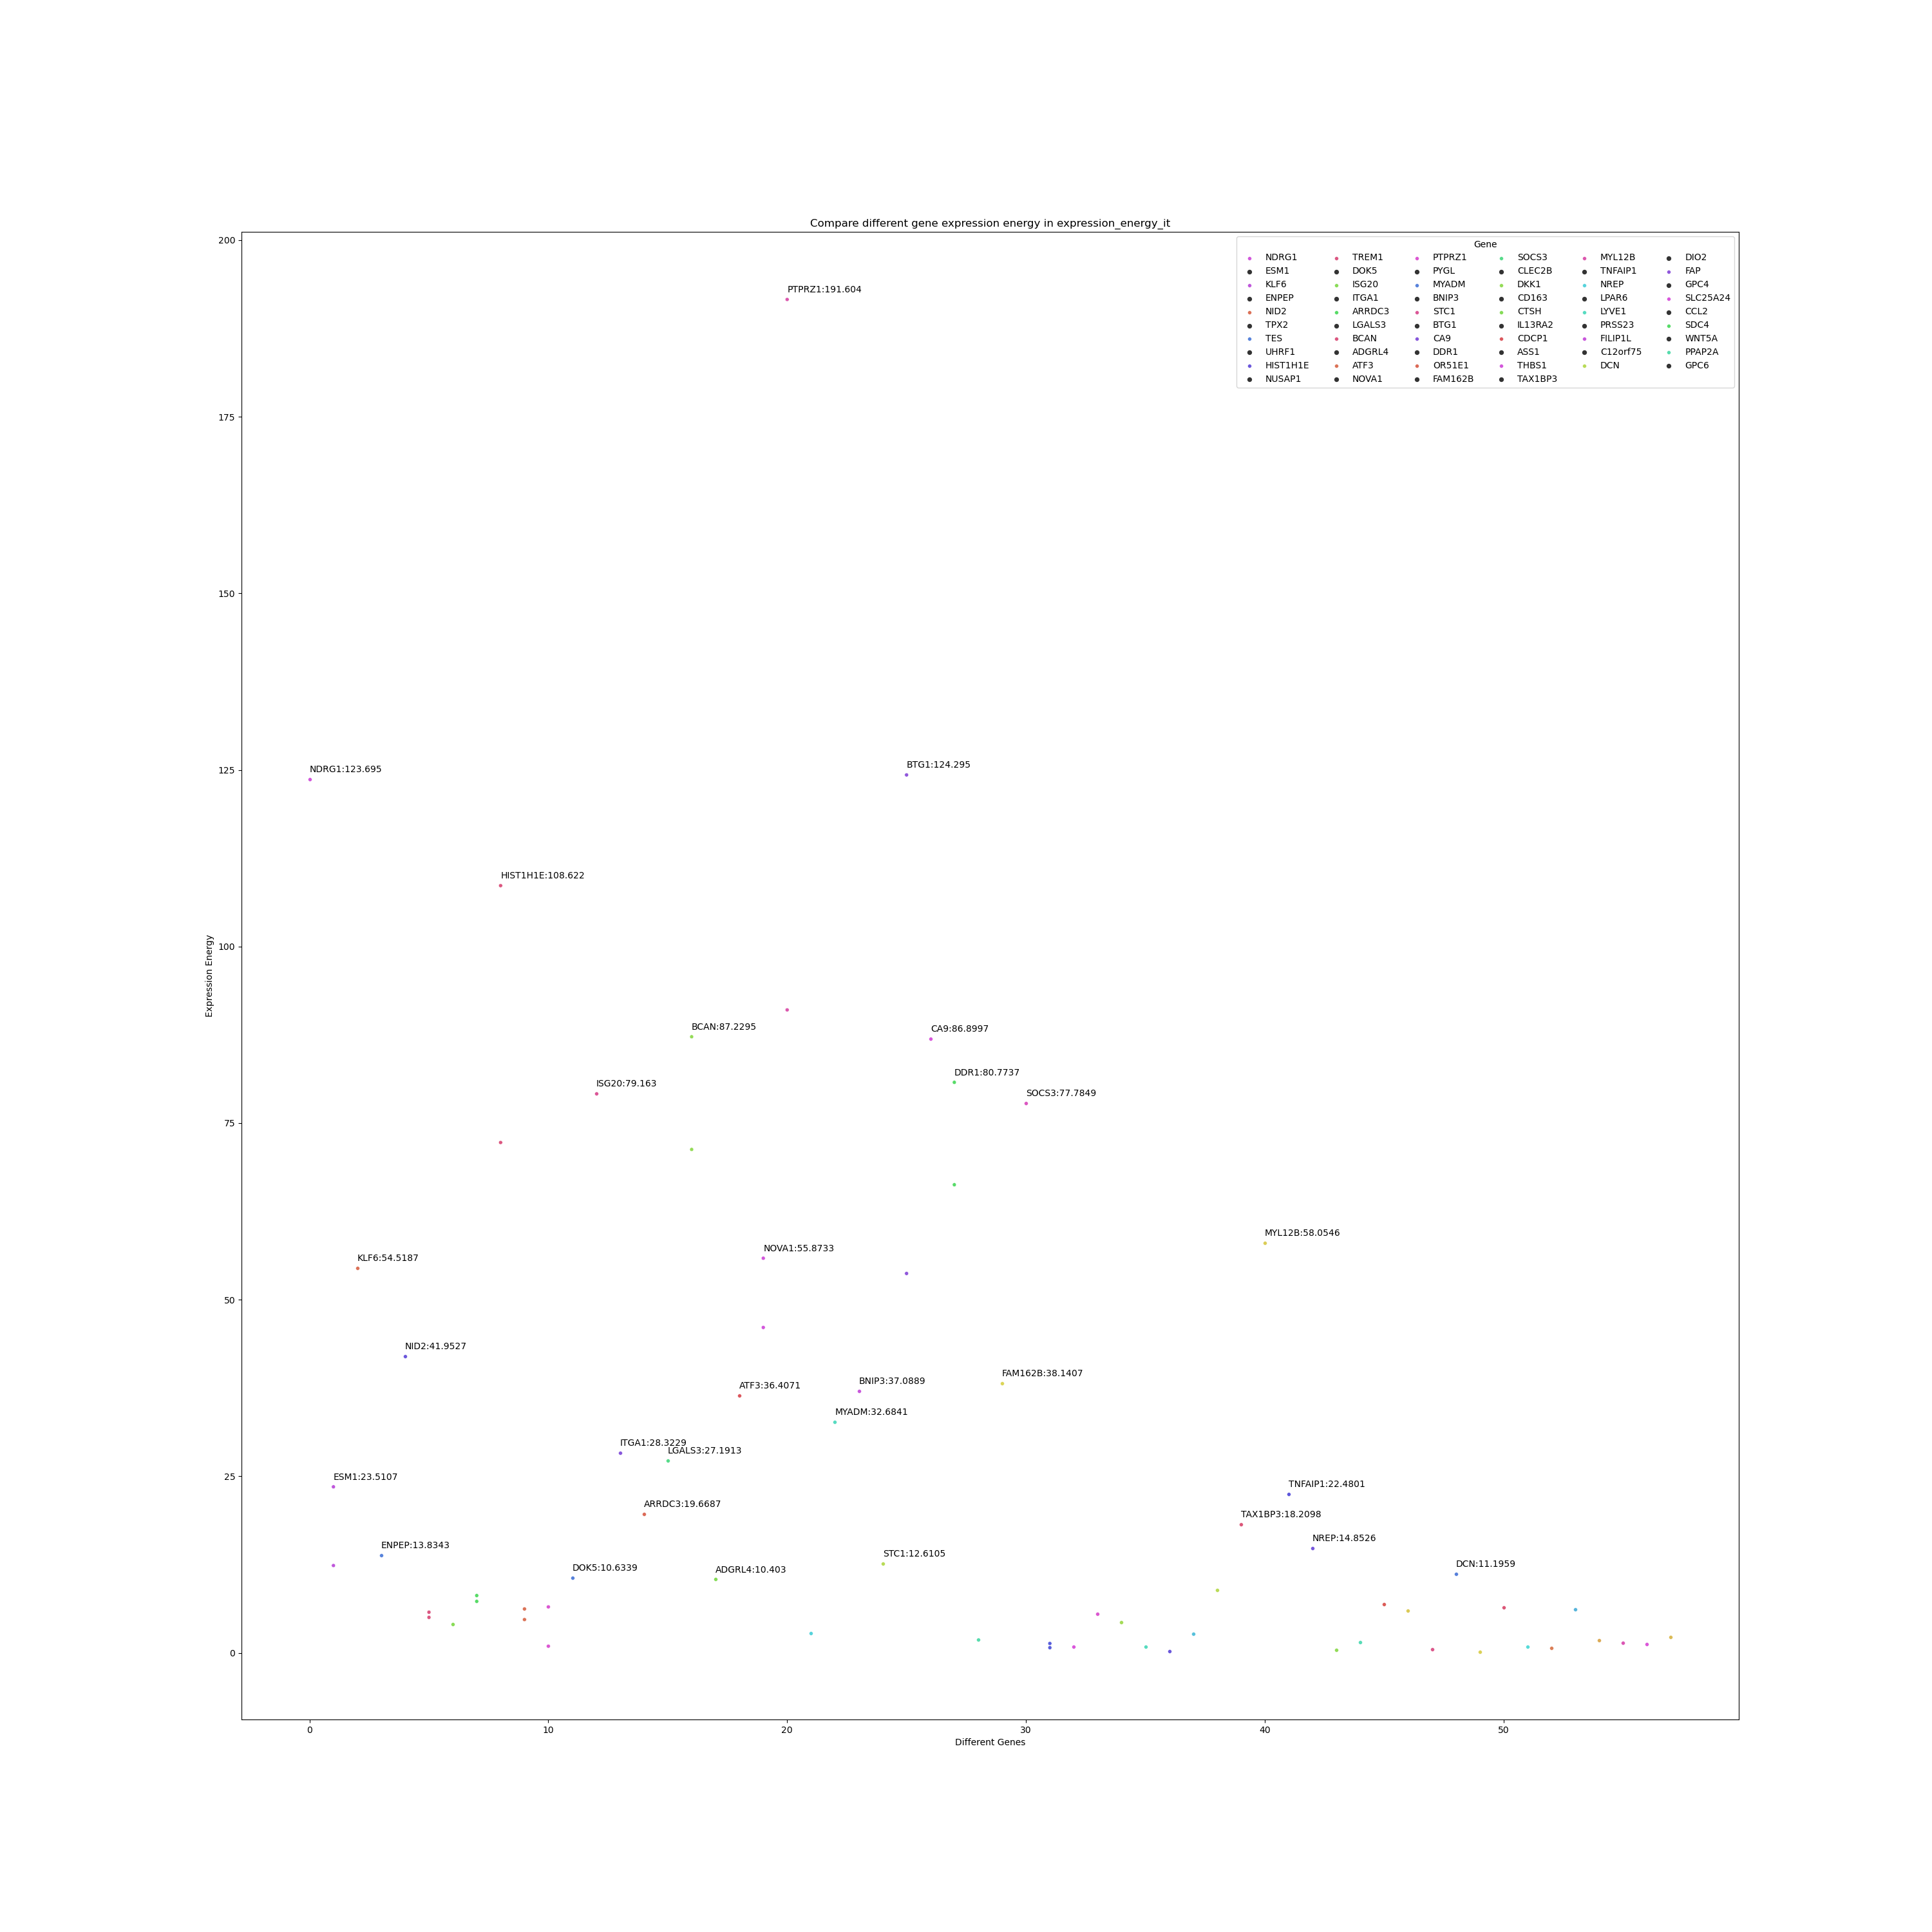 Compare different gene expression energy in expression_energy_it
Gene
NDRG1 TREM1 PTPRZ1 SOCS3 MYL12B DIO2
ESM1 DOK5 PYGL CLEC2B TNFAIP1 FAP
KLF6 ISG20 MYADM DKK1 NREP GPC4
ENPEP ITGA1 BNIP3 CD163 LPAR6 SLC25A24
NID2 ARRDC3 STC1 CTSH LYVE1 CCL2
TPX2 LGALS3 BTG1 IL13RA2 PRSS23 SDC4
TES BCAN CA9 CDCP1 FILIP1L WNT5A
UHRF1 ADGRL4 DDR1 ASS1 C12orf75 PPAP2A
HIST1H1E ATF3 OR51E1 THBS1 DCN GPC6
NUSAP1 NOVA1 FAM162B TAX1BP3
200
175
150
125
100
75
50
25
0
Expression Energy
PTPRZ1:191.604
BTG1:124.295
NDRG1:123.695
HIST1H1E:108.622
BCAN:87.2295
CA9:86.8997
DDR1:80.7737
ISG20:79.163
SOCS3:77.7849
MYL12B:58.0546
NOVA1:55.8733
KLF6:54.5187
NID2:41.9527
FAM162B:38.1407
BNIP3:37.0889
ATF3:36.4071
MYADM:32.6841
ITGA1:28.3229
LGALS3:27.1913
ESM1:23.5107
TNFAIP1:22.4801
ARRDC3:19.6687
TAX1BP3:18.2098
NREP:14.8526
ENPEP:13.8343
STC1:12.6105
DCN:11.1959
DOK5:10.6339
ADGRL4:10.403
0 10 20 30 40 50
Different Genes